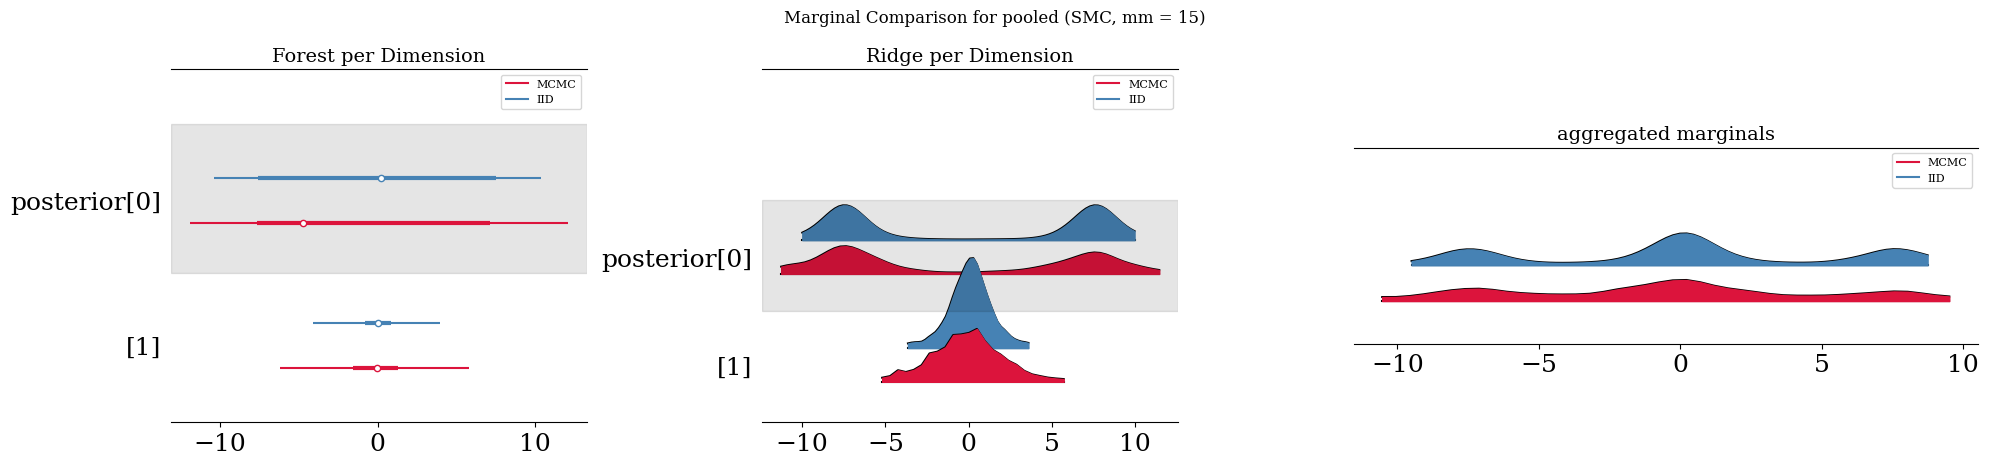 Marginal Comparison for pooled (SMC, mm = 15)
Forest per Dimension
MCMC
IID
posterior[0]
[1]
−10 0 10
Ridge per Dimension
MCMC
IID
posterior[0]
[1]
−10 −5 0 5 10
aggregated marginals
MCMC
IID
−10 −5 0 5 10